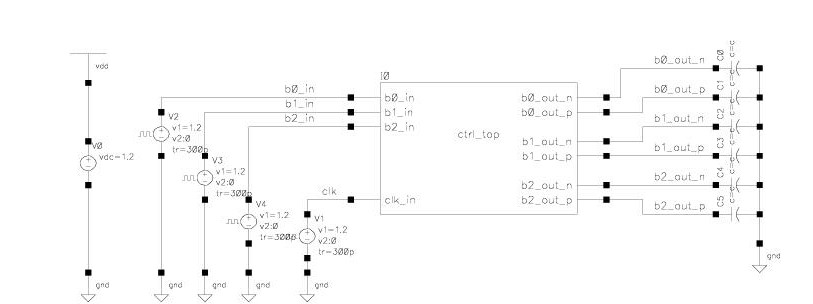 vdd
V0
vdc=1.2
gnd
b0_in
b1_in
b2_in
V2
v1=1.2
v2:0
tr=300p
gnd
V3
v1=1.2
v2:0
tr=300p
gnd
V4
v1=1.2
v2:0
tr=300p
gnd
clk
V1
v1=1.2
v2:0
tr=300p
gnd
I0
ctrl_top
b0_in
b1_in
b2_in
clk_in
b0_out_n
b0_out_p
b1_out_n
b1_out_p
b2_out_n
b2_out_p
b0_out_n
b0_out_p
b1_out_n
b1_out_p
b2_out_n
b2_out_p
C0
c=c
C1
c=c
C2
c=c
C3
c=c
C4
c=c
C5
c=c
gnd